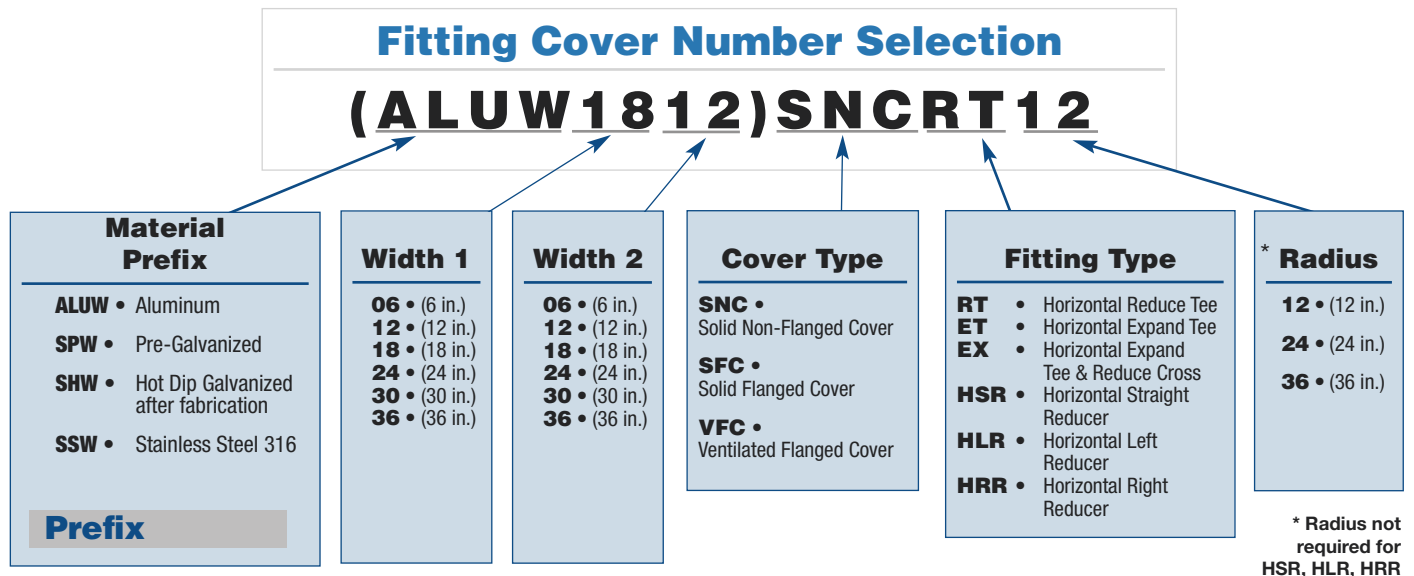 Fitting Cover Number Selection
(ALUW1812)SNCRT12
Material
Prefix
ALUW • Aluminum
SPW • Pre-Galvanized
SHW • Hot Dip Galvanized
after fabrication
SSW • Stainless Steel 316
Prefix
Width 1
06 • (6 in.)
12 • (12 in.)
18 • (18 in.)
24 • (24 in.)
30 • (30 in.)
36 • (36 in.)
Width 2
06 • (6 in.)
12 • (12 in.)
18 • (18 in.)
24 • (24 in.)
30 • (30 in.)
36 • (36 in.)
Cover Type
SNC •
Solid Non-Flanged Cover
SFC •
Solid Flanged Cover
VFC •
Ventilated Flanged Cover
Fitting Type
RT • Horizontal Reduce Tee
ET • Horizontal Expand Tee
EX • Horizontal Expand
Tee & Reduce Cross
HSR • Horizontal Straight
Reducer
HLR • Horizontal Left
Reducer
HRR • Horizontal Right
Reducer
* Radius
12 • (12 in.)
24 • (24 in.)
36 • (36 in.)
* Radius not
required for
HSR, HLR, HRR